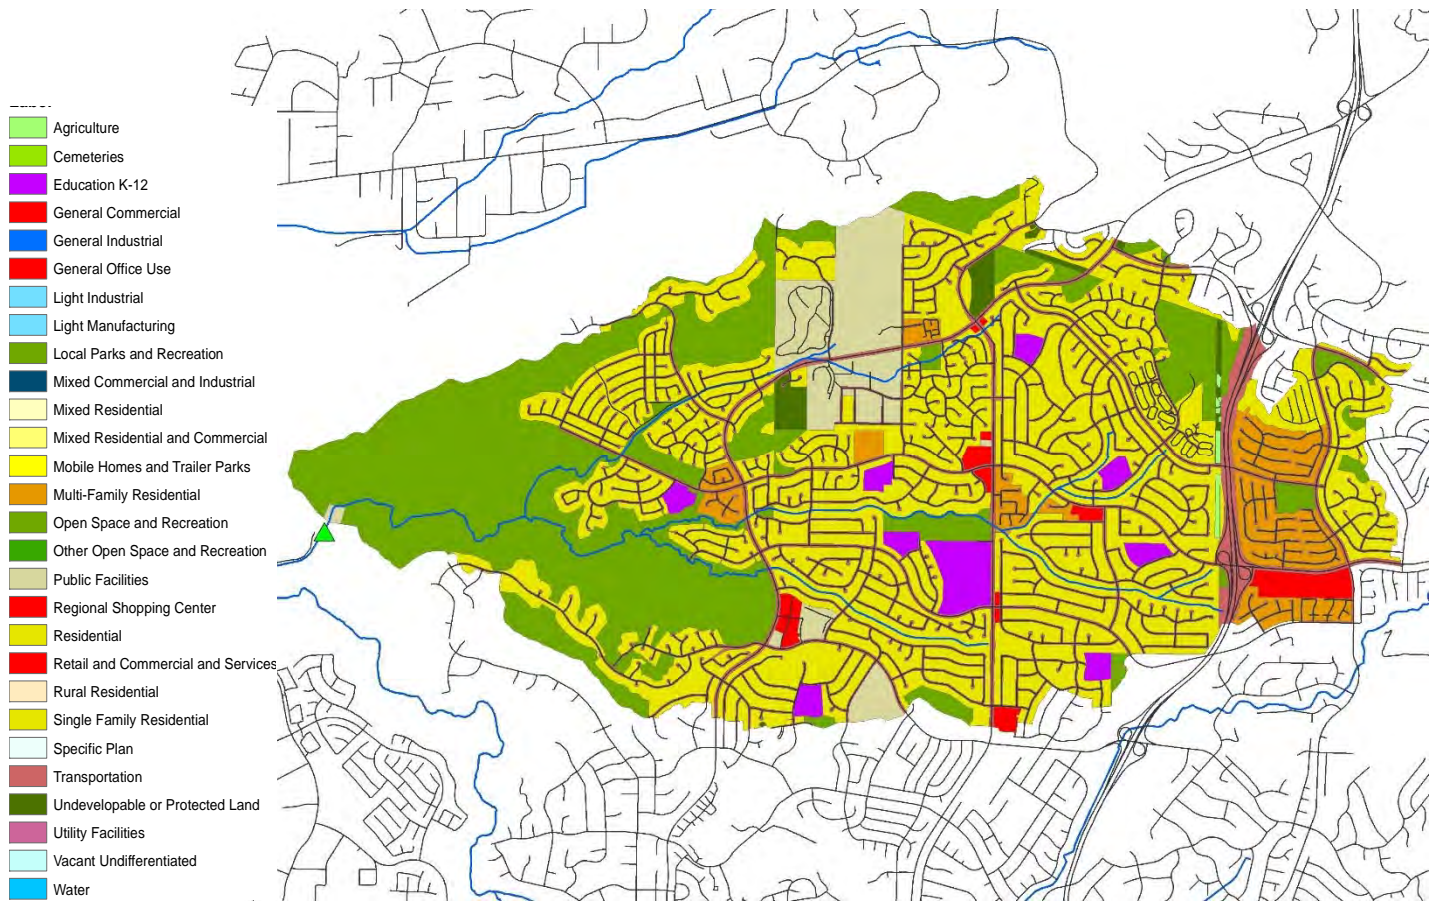 Agriculture
Cemeteries
Education K-12
General Commercial
General Industrial
General Office Use
Light Industrial
Light Manufacturing
Local Parks and Recreation
Mixed Commercial and Industrial
Mixed Residential
Mixed Residential and Commercial
Mobile Homes and Trailer Parks
Multi-Family Residential
Open Space and Recreation
Other Open Space and Recreation
Public Facilities
Regional Shopping Center
Residential
Retail and Commercial and Services
Rural Residential
Single Family Residential
Specific Plan
Transportation
Undevelopable or Protected Land
Utility Facilities
Vacant Undifferentiated
Water